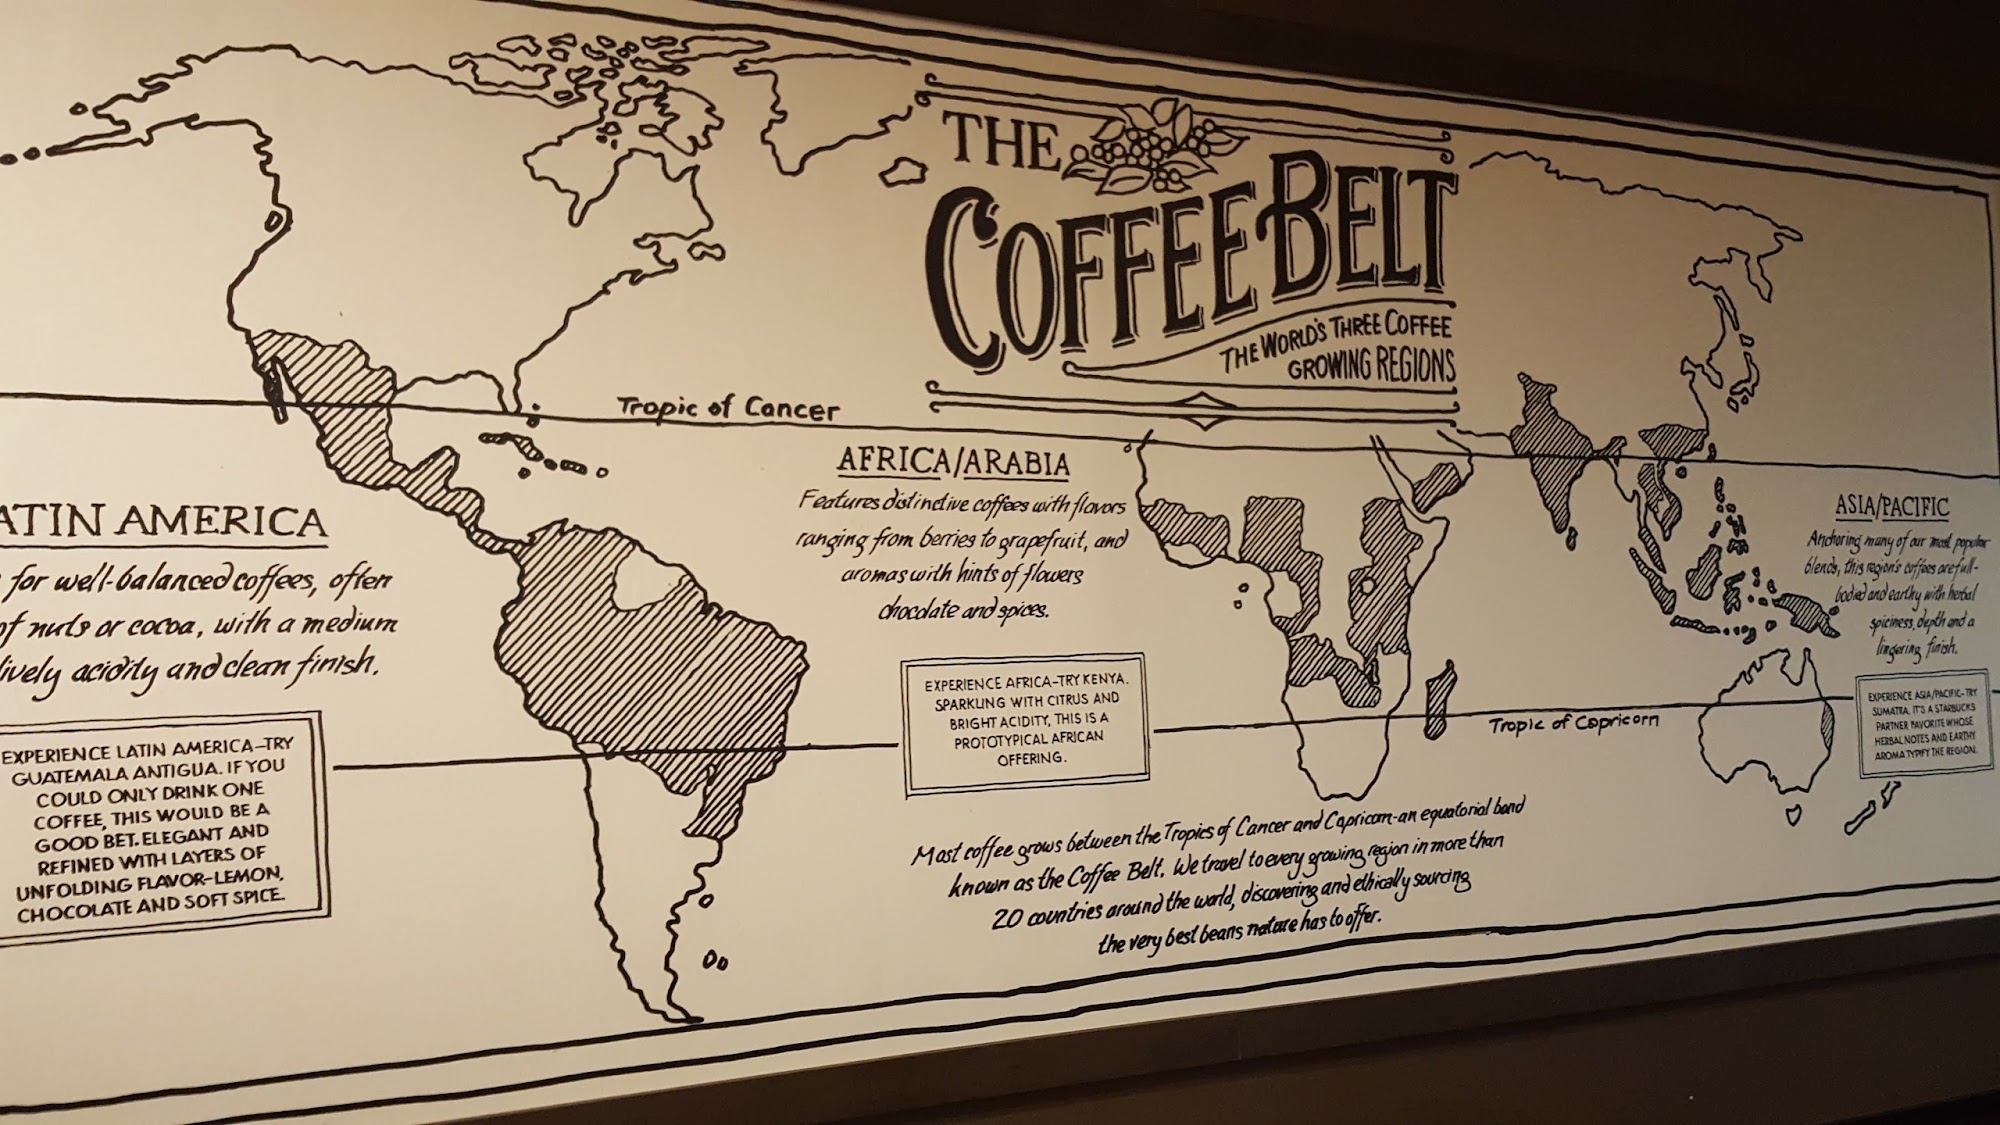 THE
COFFEE BELT
THE WORLD'S THREE COFFEE
GROWING REGIONS
Tropic of Cancer
ATIN AMERICA
for well-balanced coffees, often
of nuts or cocoa, with a medium
lively acidity and clean finish.
EXPERIENCE LATIN AMERICA-TRY
GUATEMALA ANTIGUA. IF YOU
COULD ONLY DRINK ONE
COFFEE, THIS WOULD BE A
GOOD BET. ELEGANT AND
REFINED WITH LAYERS OF
UNFOLDING FLAVOR-LEMON,
CHOCOLATE AND SOFT SPICE.
AFRICA/ARABIA
Features distinctive coffees with flavors
ranging from berries to grapefruit, and
aromas with hints of flowers
chocolate and spices.
EXPERIENCE AFRICA-TRY KENYA.
SPARKLING WITH CITRUS AND
BRIGHT ACIDITY, THIS IS A
PROTOTYPICAL AFRICAN
OFFERING.
ASIA/PACIFIC
Anchoring many of our most popular
blends, this region's coffees are full-
bodied and earthy with herbal
spiciness, depth and a
lingering finish.
EXPERIENCE ASIA/PACIFIC-TRY
SUMATRA. IT'S A STARBUCKS
PARTNER FAVORITE WHOSE
HERBAL NOTES AND EARTHY
AROMA TYPIFY THE REGION.
Tropic of Capricorn
Most coffee grows between the Tropics of Cancer and Capricorn-an equatorial band
known as the Coffee Belt. We travel to every growing region in more than
20 countries around the world, discovering and ethically sourcing
the very best beans nature has to offer.